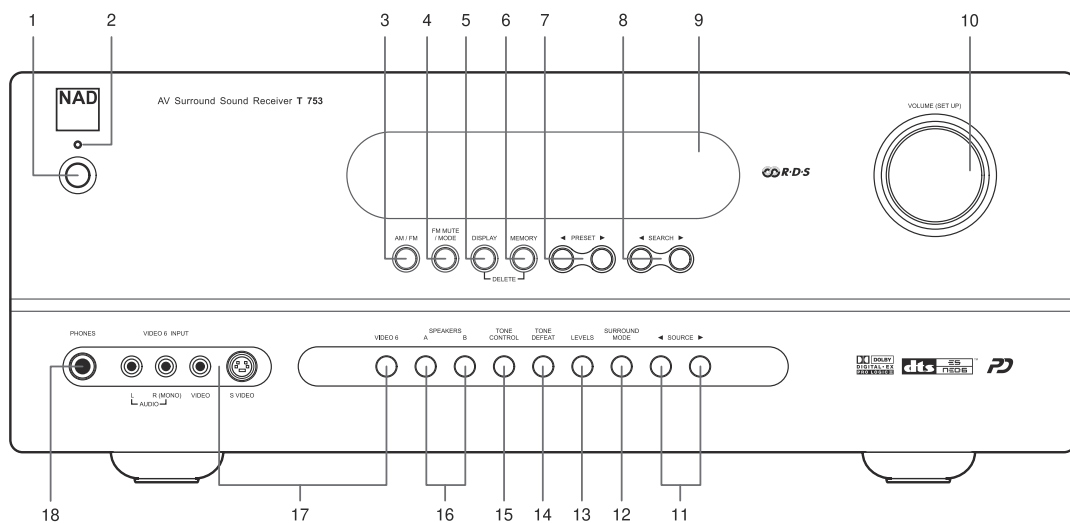 1 2 3 4 5 6 7 8 9 10
NAD
AV Surround Sound Receiver T 753
VOLUME (SET UP)
R·D·S
AM / FM
FM MUTE
/ MODE
DISPLAY
MEMORY
◄ PRESET ►
◄ SEARCH ►
DELETE
PHONES
VIDEO 6 INPUT
VIDEO 6
SPEAKERS
A B
TONE
CONTROL
TONE
DEFEAT
LEVELS
SURROUND
MODE
◄ SOURCE ►
L R (MONO) VIDEO S VIDEO
AUDIO
DOLBY
DIGITAL·EX
PRO LOGIC II
dts ES
NEO:6
™
18 17 16 15 14 13 12 11